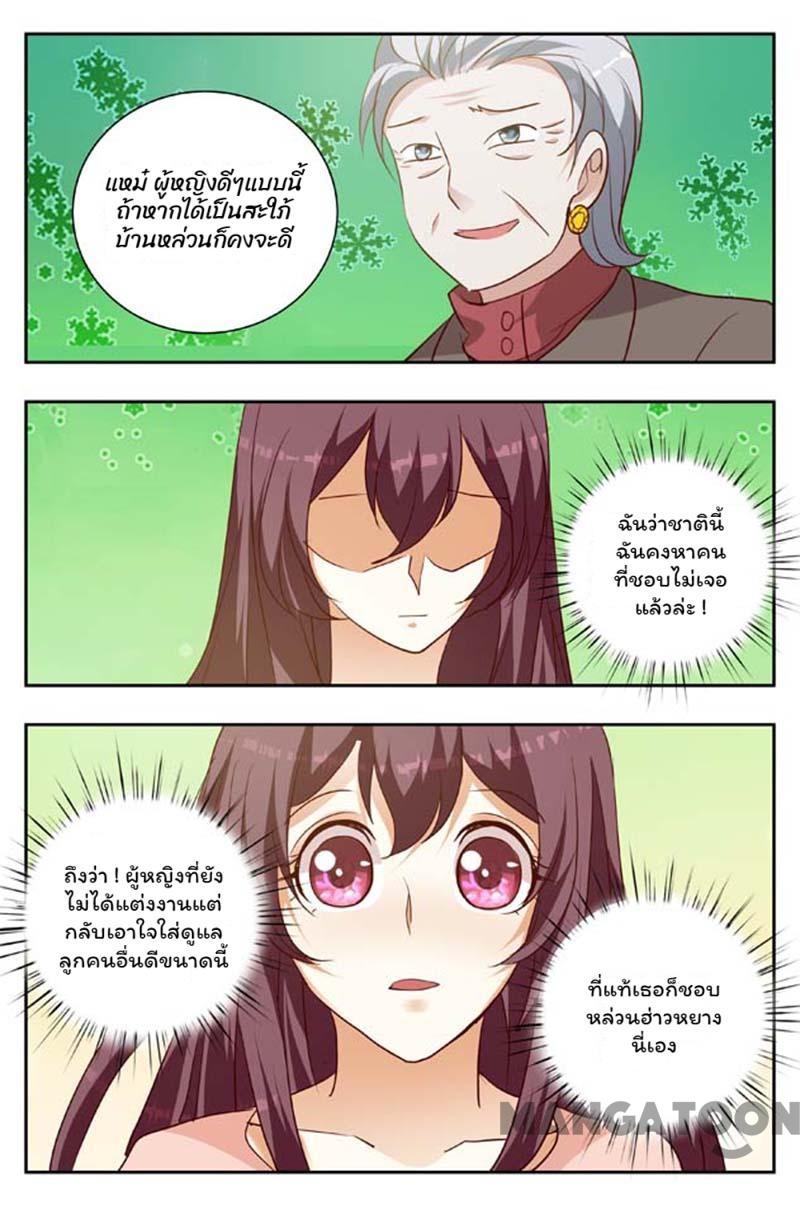 แหม๋ ผู้หญิงดีๆแบบนี้
ถ้าหากได้เป็นสะใภ้
บ้านหล่วนก็คงจะดี
ฉันว่าชาตินี้
ฉันคงหาคน
ที่ชอบไม่เจอ
แล้วล่ะ !
ถึงว่า ! ผู้หญิงที่ยัง
ไม่ได้แต่งงานแต่
กลับเอาใจใส่ดูแล
ลูกคนอื่นดีขนาดนี้
ที่แท้เธอก็ชอบ
หล่วนฮ่าวหยาง
นี่เอง
MANGATOON